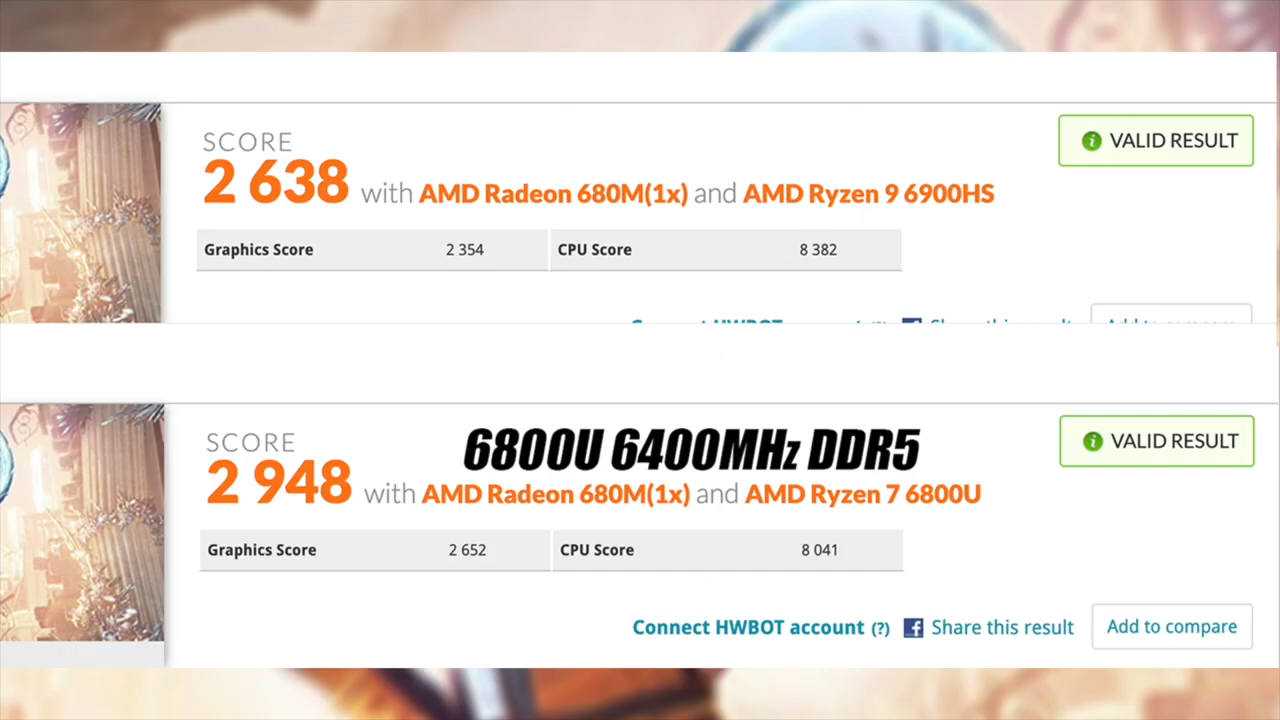 SCORE
VALID RESULT
2 638 with AMD Radeon 680M(1x) and AMD Ryzen 9 6900HS
Graphics Score 2 354 CPU Score 8 382
SCORE
6800U 6400MHz DDR5
VALID RESULT
2 948 with AMD Radeon 680M(1x) and AMD Ryzen 7 6800U
Graphics Score 2 652 CPU Score 8 041
Connect HWBOT account (?) Share this result Add to compare